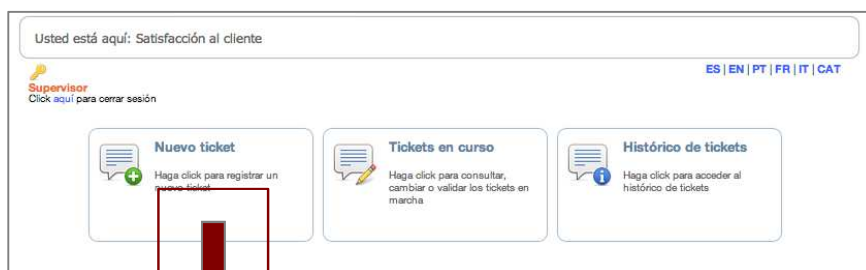 Usted está aquí: Satisfacción al cliente
ES | EN | PT | FR | IT | CAT
Supervisor
Click aquí para cerrar sesión
Nuevo ticket
Haga click para registrar un
nuevo ticket
Tickets en curso
Haga click para consultar,
cambiar o validar los tickets en
marcha
Histórico de tickets
Haga click para acceder al
histórico de tickets